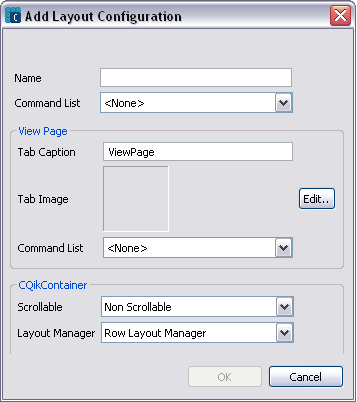 Add Layout Configuration
Name
Command List <None>
View Page
Tab Caption ViewPage
Tab Image Edit..
Command List <None>
CQikContainer
Scrollable Non Scrollable
Layout Manager Row Layout Manager
OK Cancel